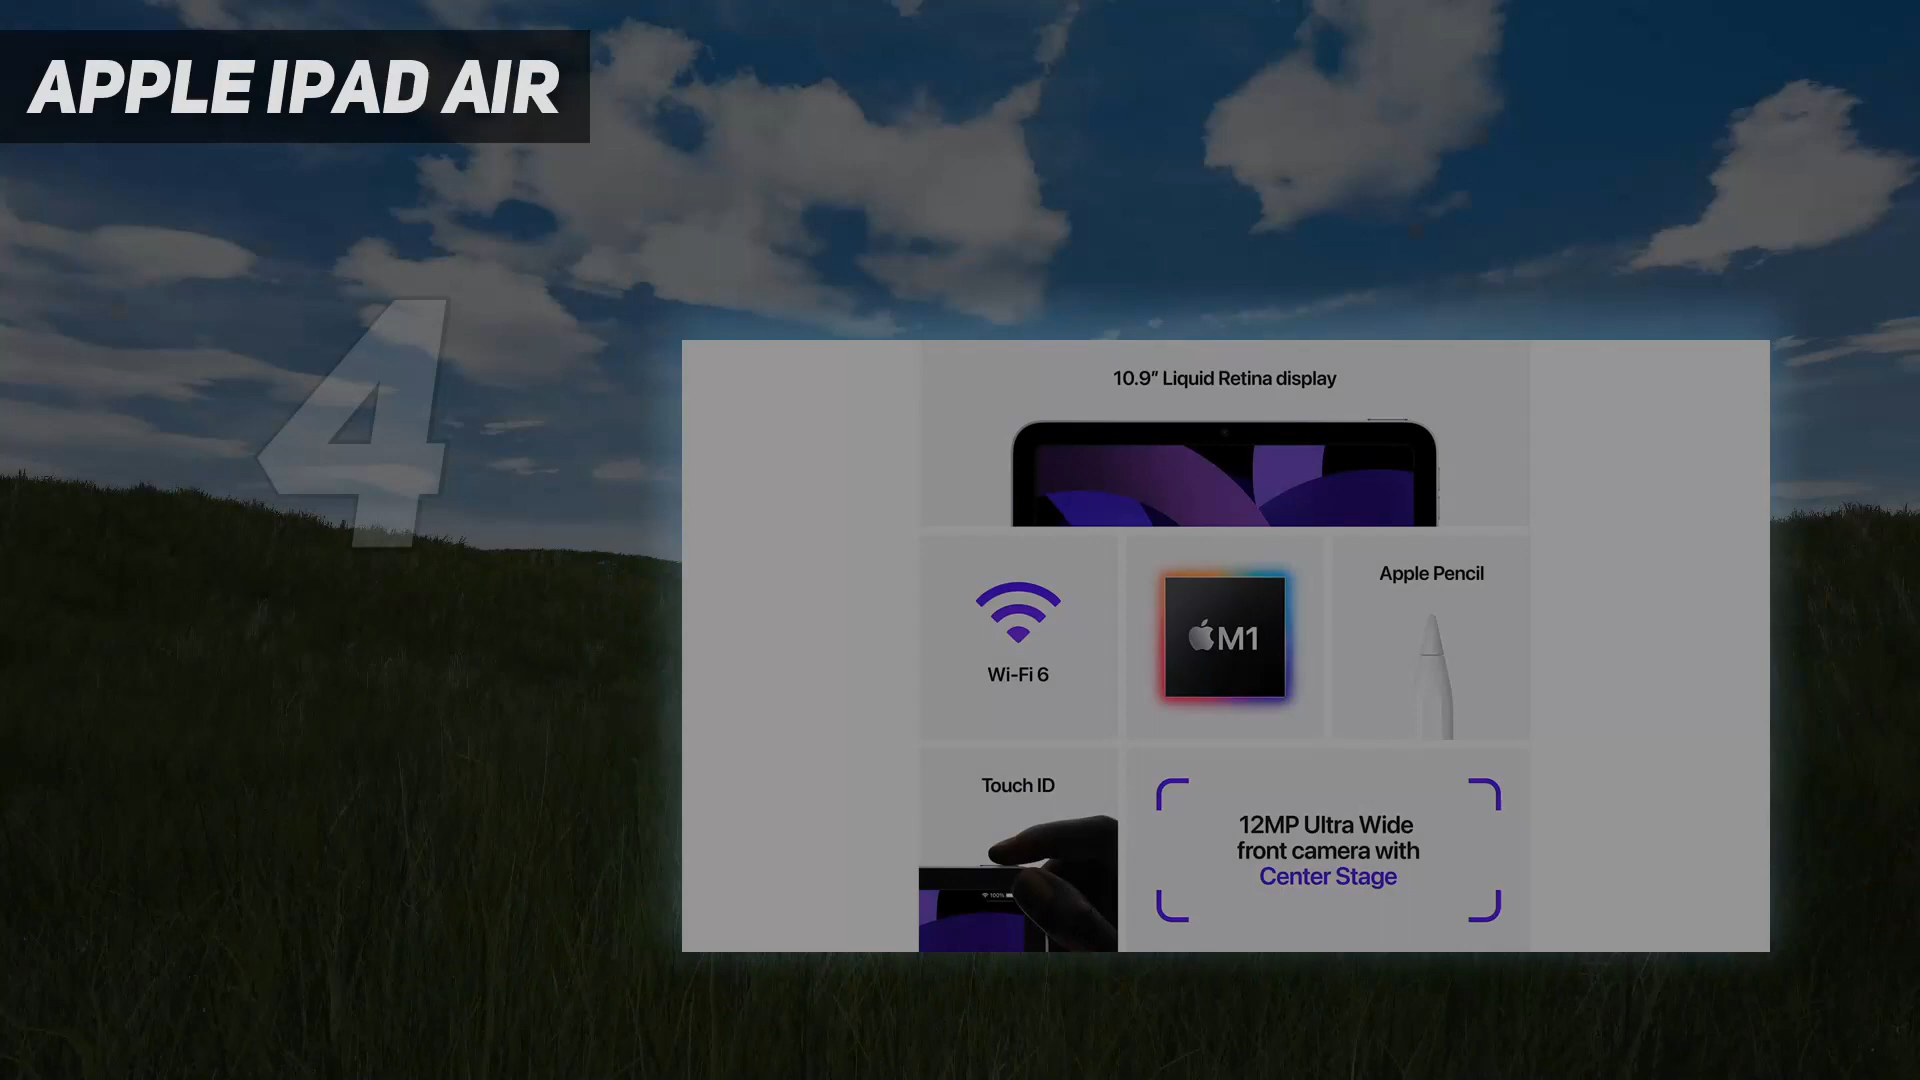 APPLE IPAD AIR
4
10.9” Liquid Retina display
Wi-Fi 6
M1
Apple Pencil
Touch ID
100%
12MP Ultra Wide
front camera with
Center Stage